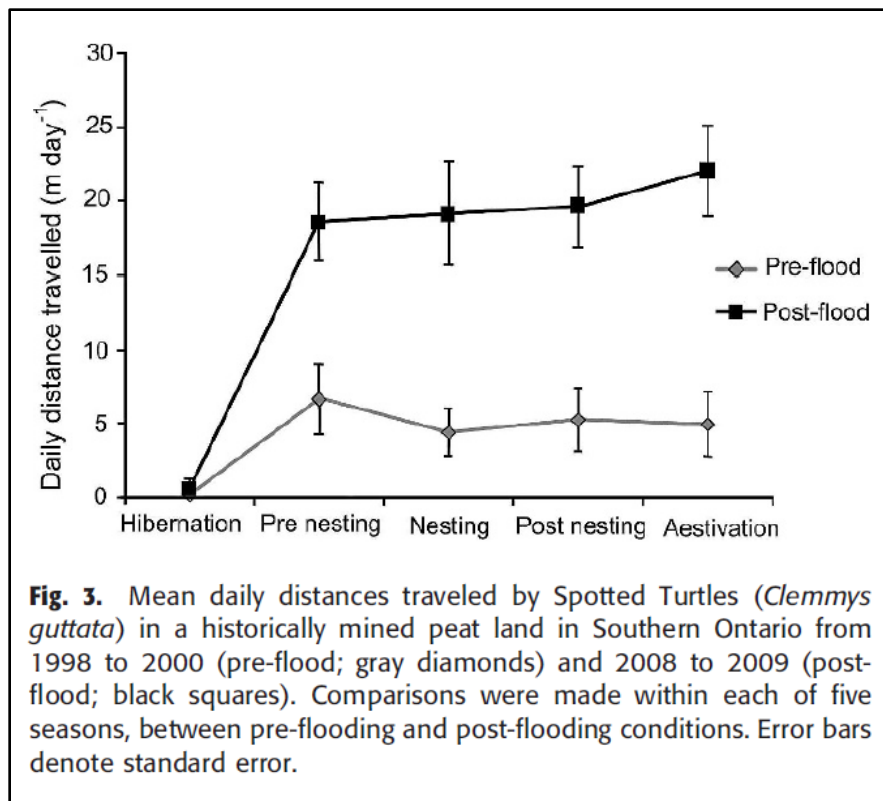 30
25
20
15
10
5
0
Daily distance travelled (m day-1)
Pre-flood
Post-flood
Hibernation Pre nesting Nesting Post nesting Aestivation
Fig. 3. Mean daily distances traveled by Spotted Turtles (Clemmys
guttata) in a historically mined peat land in Southern Ontario from
1998 to 2000 (pre-flood; gray diamonds) and 2008 to 2009 (post-
flood; black squares). Comparisons were made within each of five
seasons, between pre-flooding and post-flooding conditions. Error bars
denote standard error.